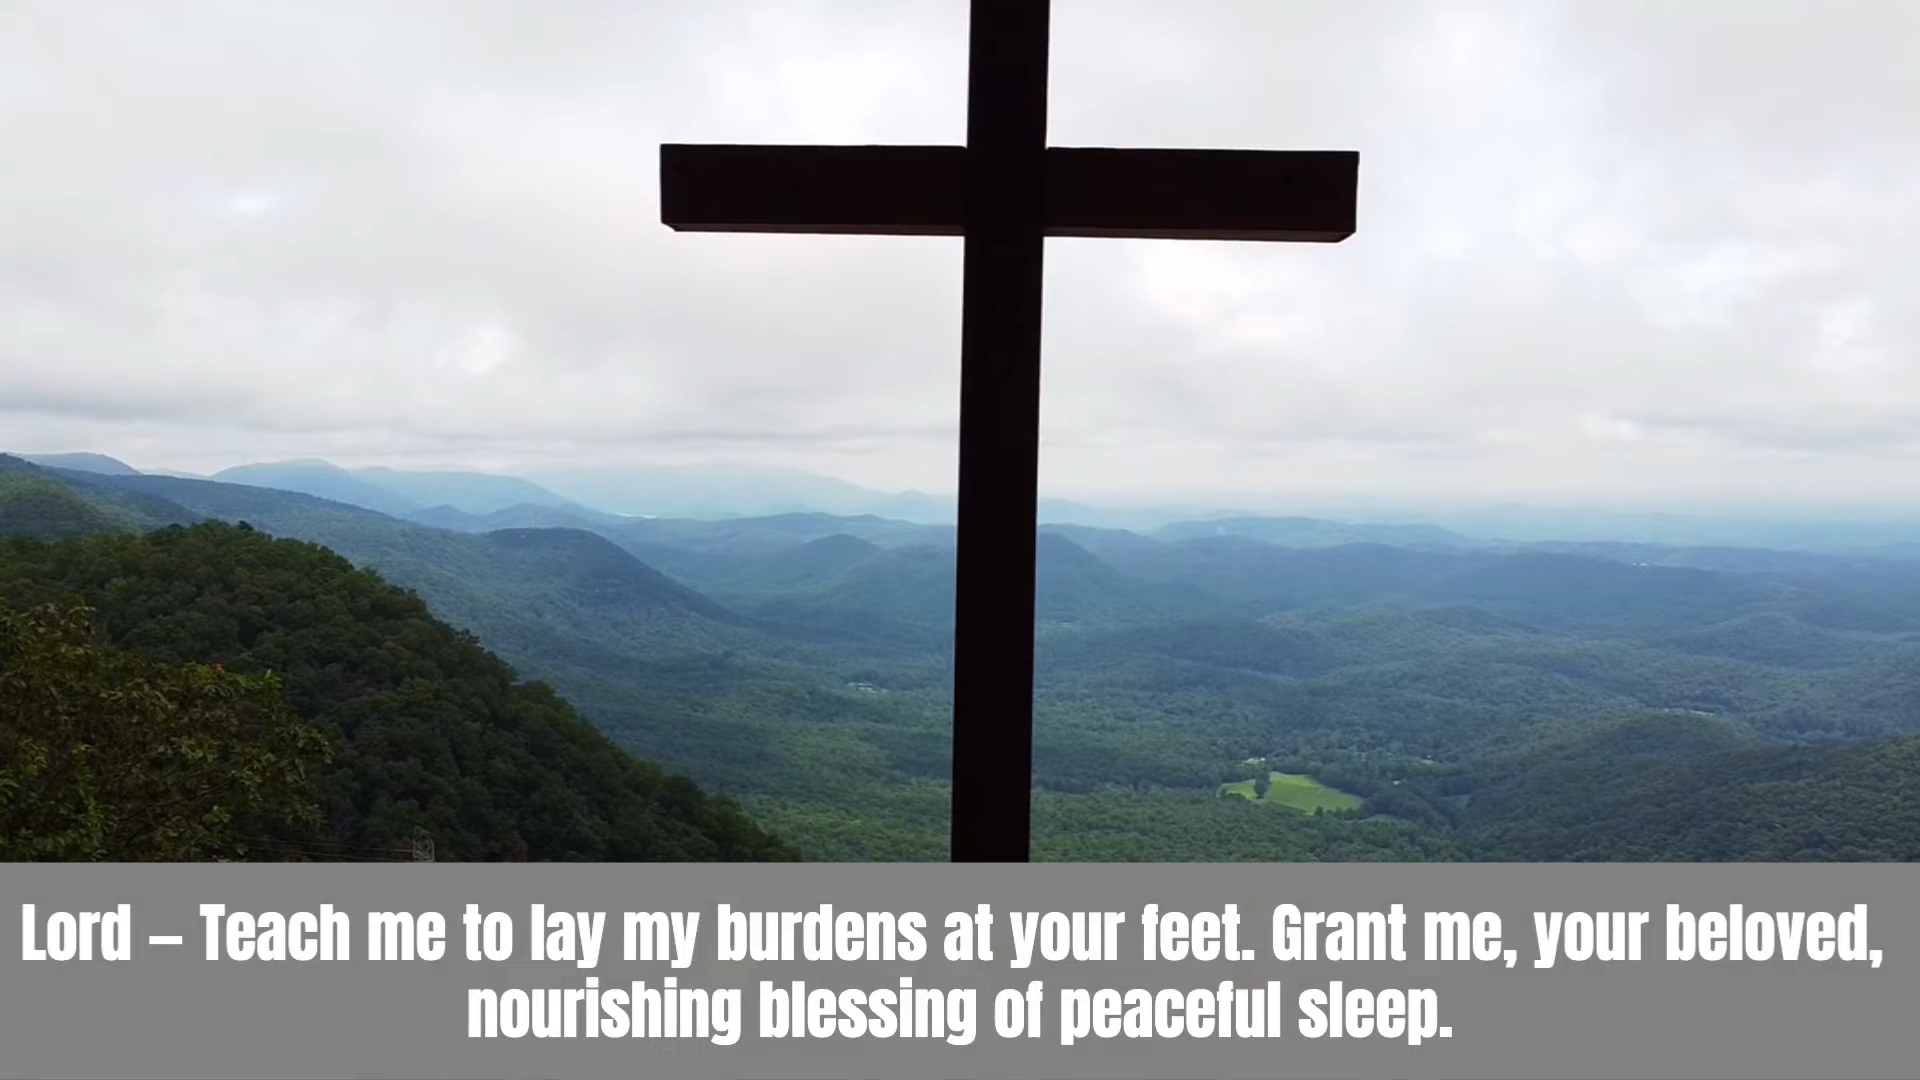 Lord – Teach me to lay my burdens at your feet. Grant me, your beloved,
nourishing blessing of peaceful sleep.